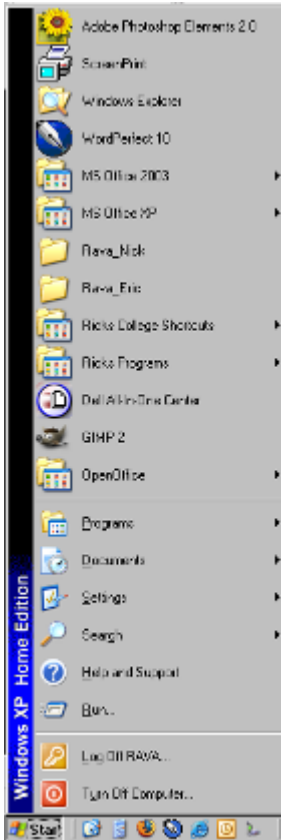 Adobe Photoshop Elements 2.0
ScreenPrint
Windows Explorer
WordPerfect 10
MS Office 2003
MS Office XP
Rava_Nick
Rava_Eric
Ricks College Shortcuts
Ricks Programs
Dell All-In-One Center
GIMP 2
OpenOffice
Programs
Documents
Settings
Search
Help and Support
Run...
Log Off RAVA...
Turn Off Computer...
Windows XP Home Edition
Start